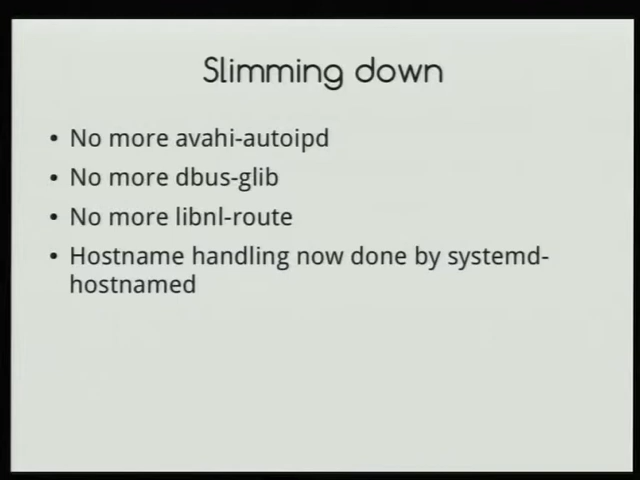 Slimming down
• No more avahi-autoipd
• No more dbus-glib
• No more libnl-route
• Hostname handling now done by systemd-
hostnamed